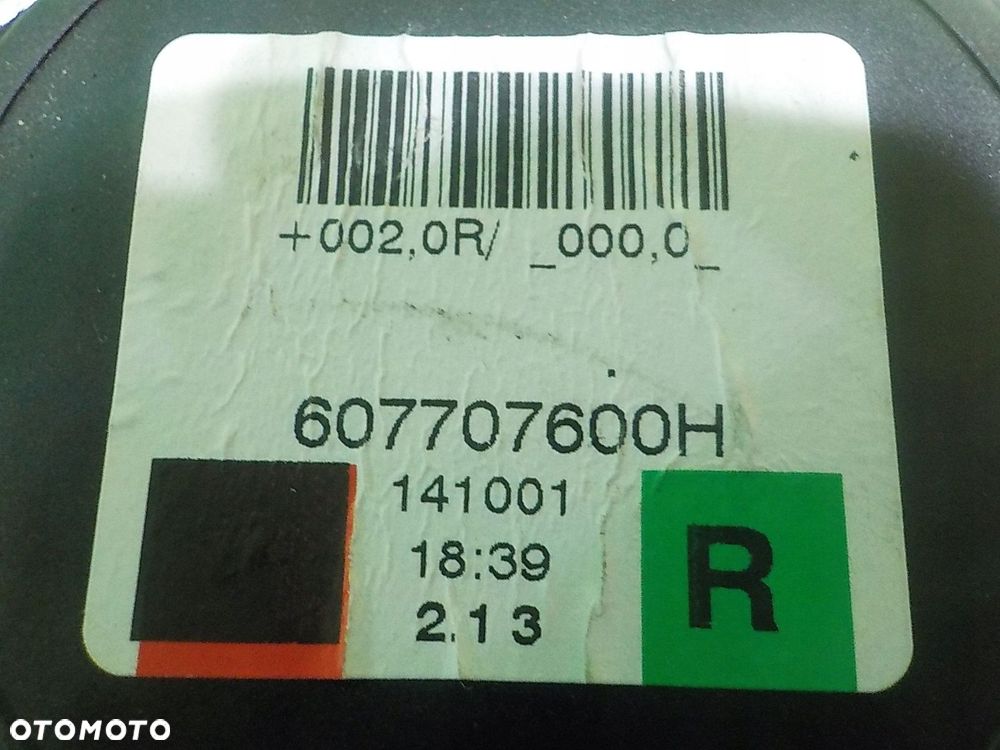 +002,0R/ _000,0_
607707600H
141001
18:39
2.13
R
OTOMOTO